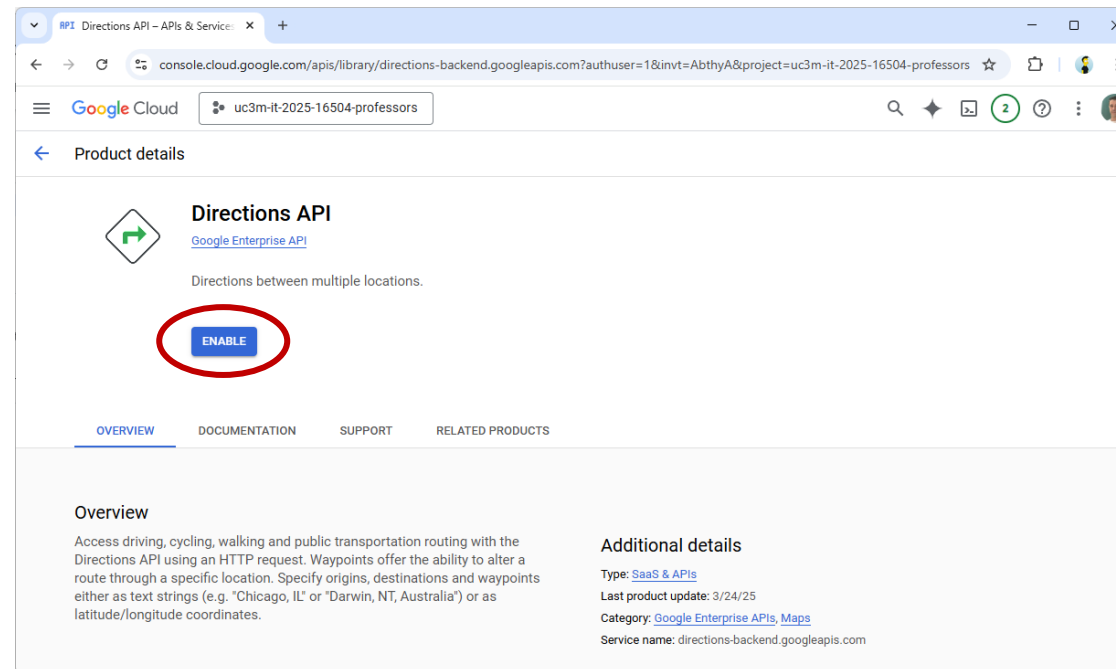 API Directions API – APIs & Services
console.cloud.google.com/apis/library/directions-backend.googleapis.com?authuser=1&invt=AbthyA&project=uc3m-it-2025-16504-professors
Google Cloud
uc3m-it-2025-16504-professors
2
Product details
Directions API
Google Enterprise API
Directions between multiple locations.
ENABLE
OVERVIEW DOCUMENTATION SUPPORT RELATED PRODUCTS
Overview
Access driving, cycling, walking and public transportation routing with the
Directions API using an HTTP request. Waypoints offer the ability to alter a
route through a specific location. Specify origins, destinations and waypoints
either as text strings (e.g. "Chicago, IL" or "Darwin, NT, Australia") or as
latitude/longitude coordinates.
Additional details
Type: SaaS & APIs
Last product update: 3/24/25
Category: Google Enterprise APIs, Maps
Service name: directions-backend.googleapis.com